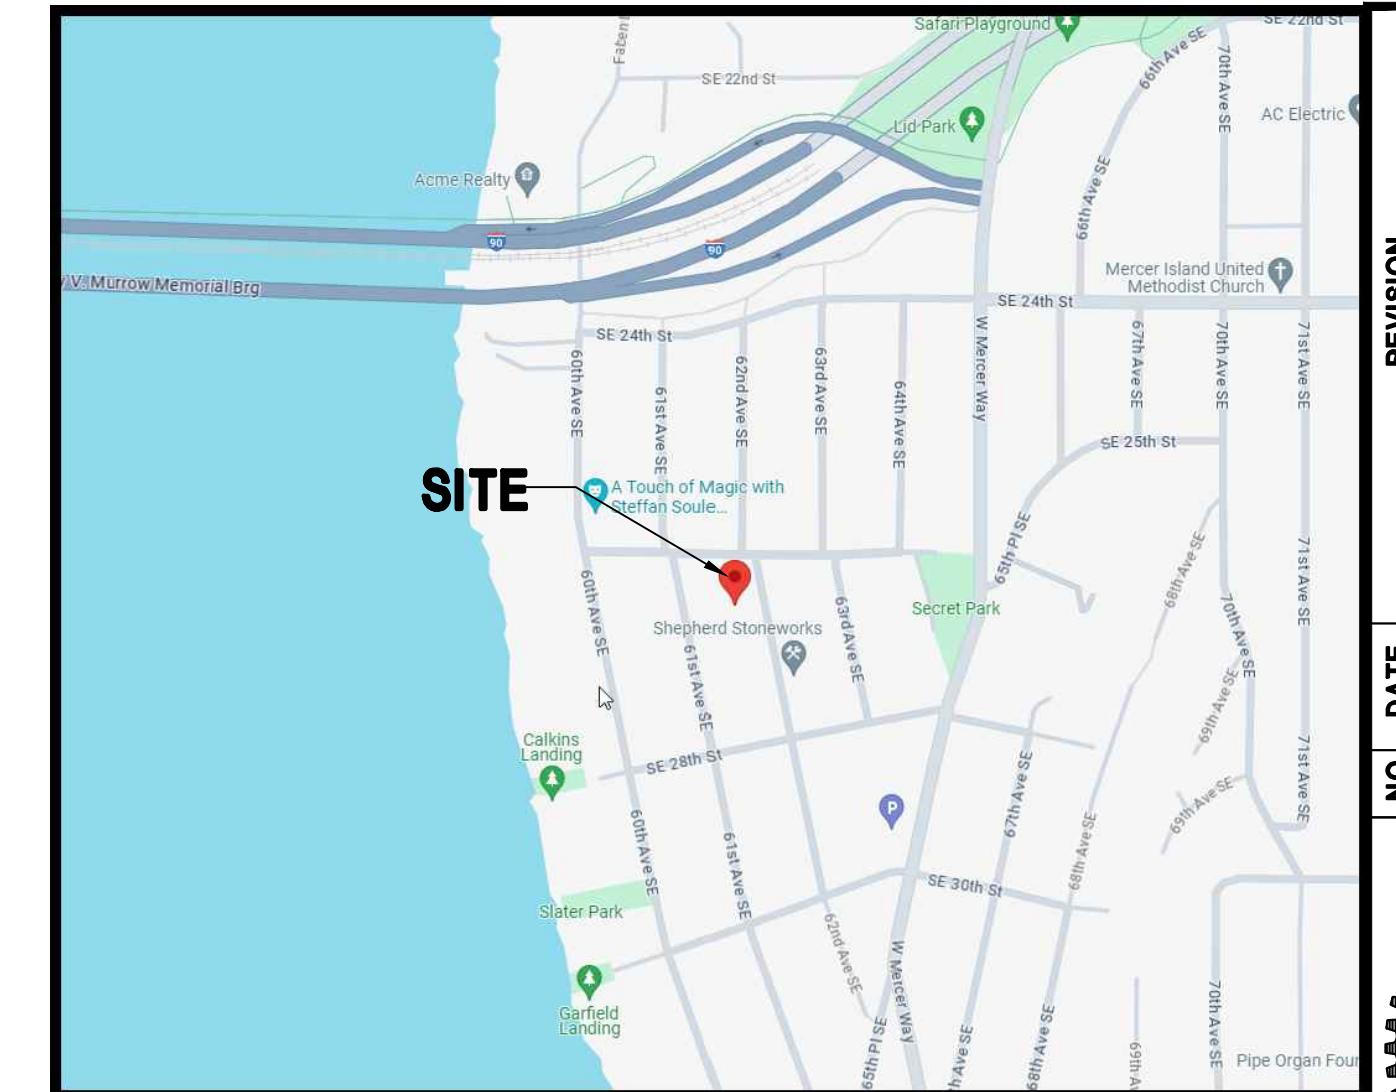 Safari Playground
SE 22nd St
SE 22nd St
66th Ave SE
70th Ave SE
AC Electric
Lid Park
Acme Realty
66th Ave SE
90
90
V. Murrow Memorial Brg
Mercer Island United
Methodist Church
SE 24th St
SE 24th St
60th Ave SE
61st Ave SE
62nd Ave SE
63rd Ave SE
64th Ave SE
W Mercer Way
67th Ave SE
70th Ave SE
71st Ave SE
SE 25th St
SITE
A Touch of Magic with
Steffan Soule...
65th Pl SE
68th Ave SE
71st Ave SE
60th Ave SE
Shepherd Stoneworks
63rd Ave SE
Secret Park
70th Ave SE
61st Ave SE
69th Ave SE
Calkins
Landing
SE 28th St
67th Ave SE
71st Ave SE
P
69th Ave SE
60th Ave SE
61st Ave SE
68th Ave SE
SE 30th St
Slater Park
62nd Ave SE
W Mercer Way
Garfield
Landing
65th Pl SE
68th Ave SE
70th Ave SE
Pipe Organ Four
REVISION
DATE
NO